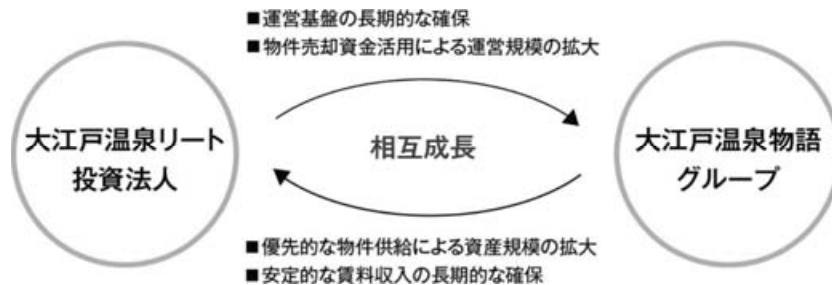 ■運営基盤の長期的な確保
■物件売却資金活用による運営規模の拡大
大江戸温泉リート
投資法人
相互成長
大江戸温泉物語
グループ
■優先的な物件供給による資産規模の拡大
■安定的な賃料収入の長期的な確保